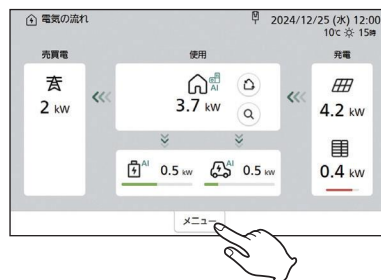 電気の流れ
2024/12/25 (水) 12:00
10℃ 15時
売買電
使用
発電
2 kW
AI
3.7 kW
4.2 kW
AI
0.5 kW
AI
0.5 kW
0.4 kW
メニュー